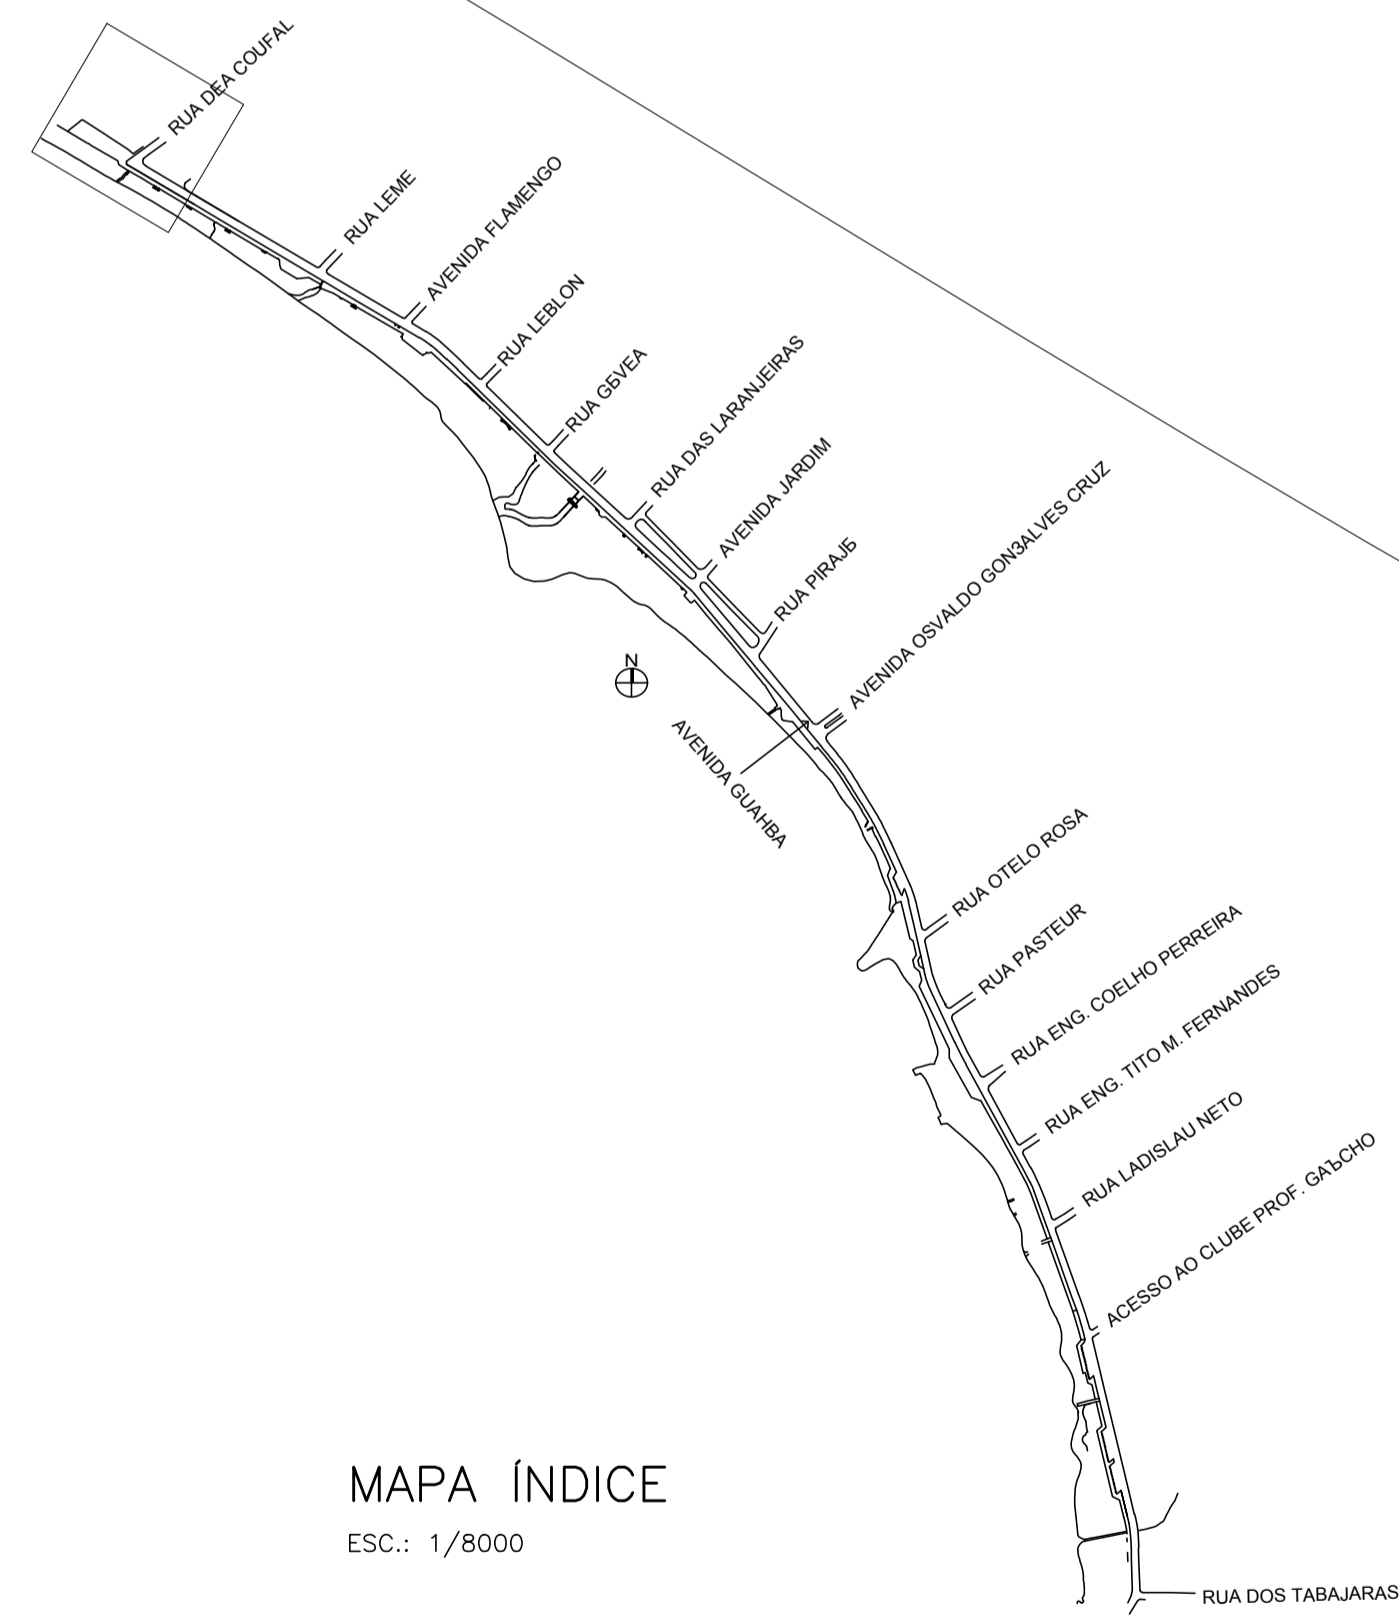 RUA DEA COUFAL
RUA LEME
AVENIDA FLAMENGO
RUA LEBLON
RUA GБVEA
RUA DAS LARANJEIRAS
AVENIDA JARDIM
RUA PIRAJБ
AVENIDA OSVALDO GONЗALVES CRUZ
N
AVENIDA GUAHBA
RUA OTELO ROSA
RUA PASTEUR
RUA ENG. COELHO PERREIRA
RUA ENG. TITO M. FERNANDES
RUA LADISLAU NETO
ACESSO AO CLUBE PROF. GAЪCHO
MAPA ÍNDICE
ESC.: 1/8000
RUA DOS TABAJARAS